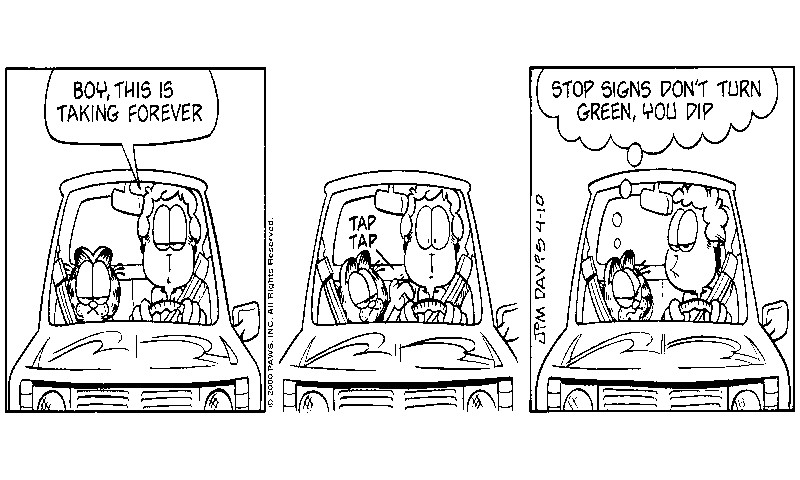 BOY, THIS IS
TAKING FOREVER
© 2000 PAWS, INC. All Rights Reserved.
TAP
TAP
STOP SIGNS DON'T TURN
GREEN, YOU DIP
JPM DAVPS 4-10